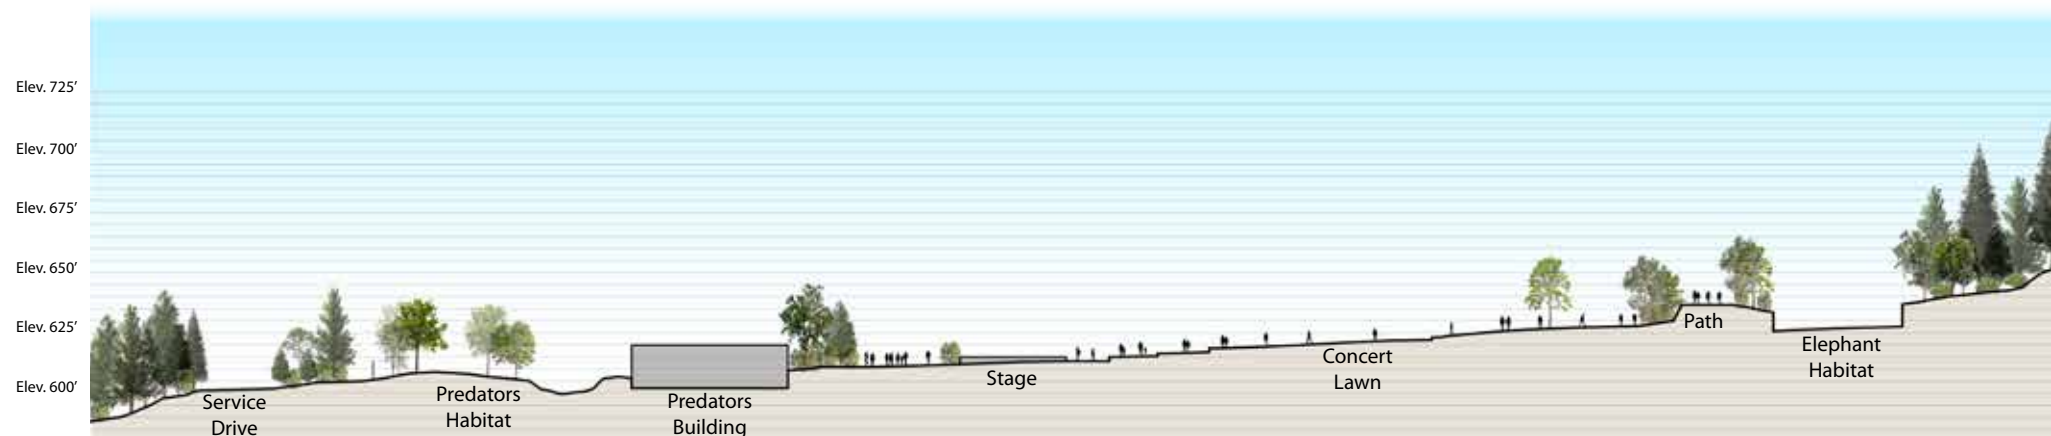 Elev. 725’
Elev. 700’
Elev. 675’
Elev. 650’
Elev. 625’
Elev. 600’
Service
Drive
Predators
Habitat
Predators
Building
Stage
Concert
Lawn
Path
Elephant
Habitat